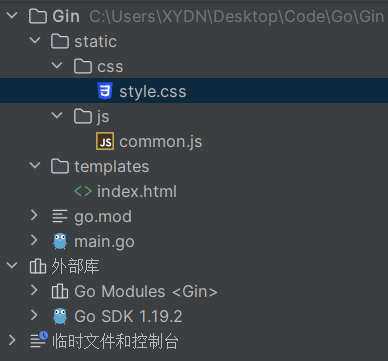 Gin C:\Users\XYDN\Desktop\Code\Go\Gin
static
css
style.css
js
JS common.js
templates
<> index.html
go.mod
main.go
外部库
Go Modules <Gin>
Go SDK 1.19.2
临时文件和控制台